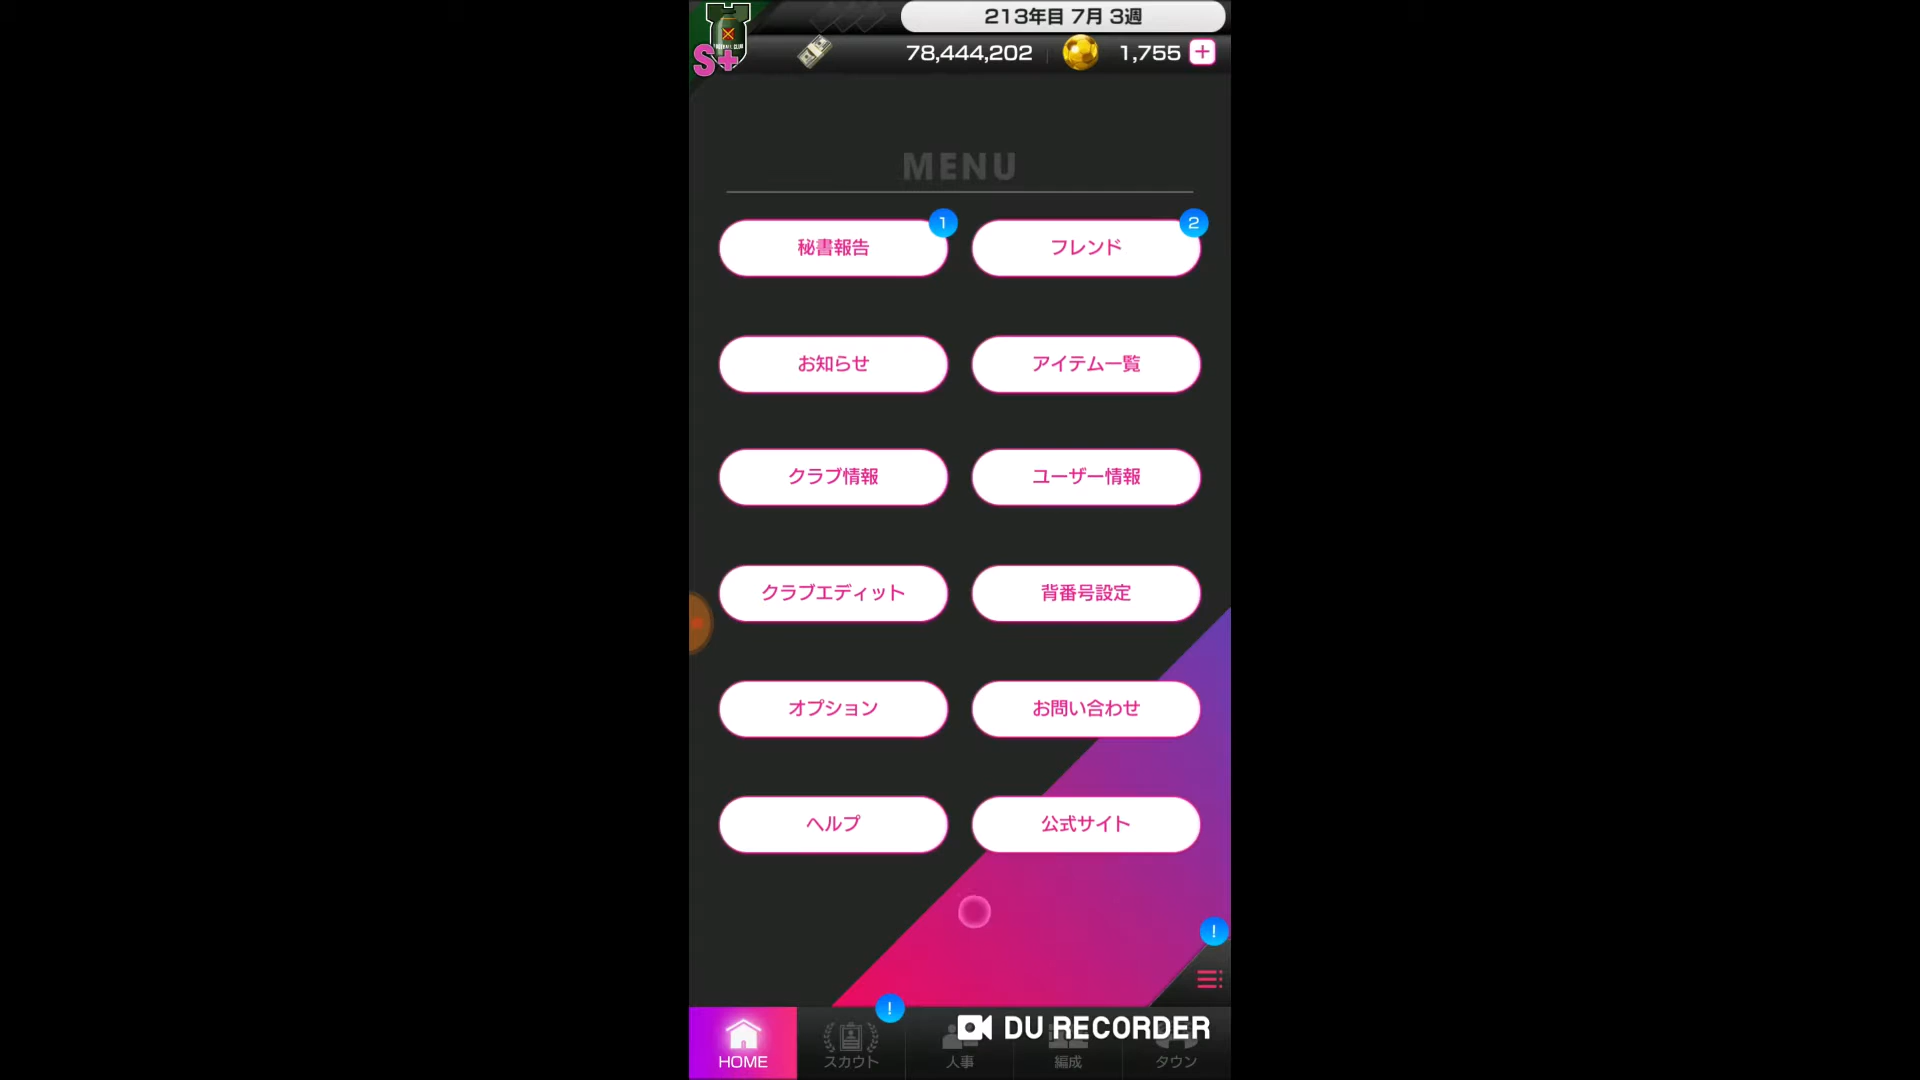 213年目 7月 3週
S+
78,444,202
1,755
MENU
秘書報告 1
フレンド 2
お知らせ
アイテム一覧
クラブ情報
ユーザー情報
クラブエディット
背番号設定
オプション
お問い合わせ
ヘルプ
公式サイト
!
!
DU RECORDER
HOME
スカウト
人事
編成
タウン